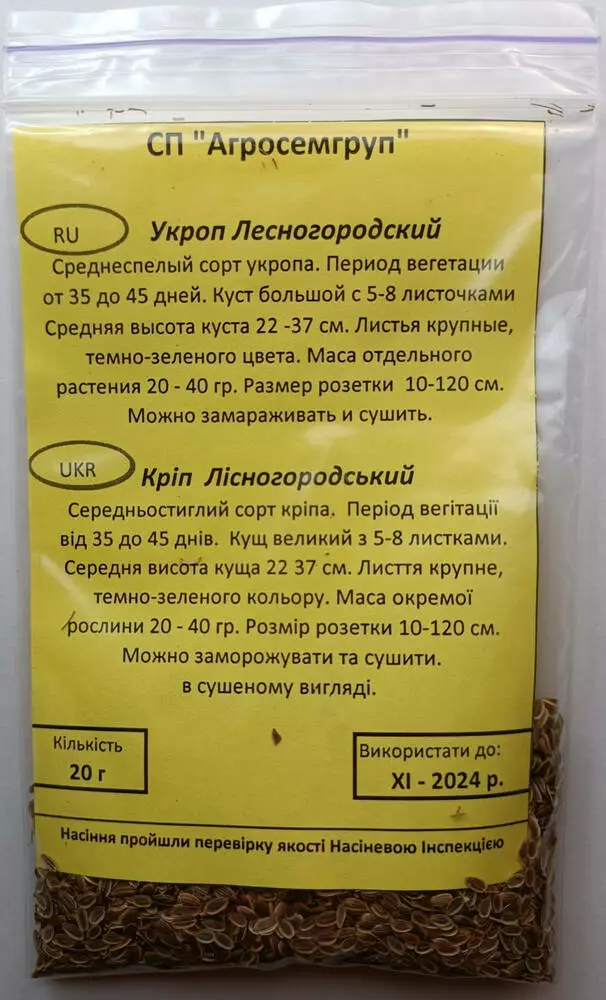 СП "Агросемгруп"
RU
Укроп Лесногородский
Среднеспелый сорт укропа. Период вегетации
от 35 до 45 дней. Куст большой с 5-8 листочками
Средняя высота куста 22 -37 см. Листья крупные,
темно-зеленого цвета. Маса отдельного
растения 20 - 40 гр. Размер розетки 10-120 см.
Можно замараживать и сушить.
UKR
Кріп Лісногородський
Середньостиглий сорт кріпа. Період вегітації
від 35 до 45 днів. Кущ великий з 5-8 листками.
Середня висота куща 22 37 см. Лисття крупне,
темно-зеленого кольору. Маса окремої
рослини 20 - 40 гр. Розмір розетки 10-120 см.
Можно заморожувати та сушити.
в сушеному вигляді.
Кількість
20 г
Використати до:
XI - 2024 р.
Насіння пройшли перевірку якості Насіневою Інспекцією